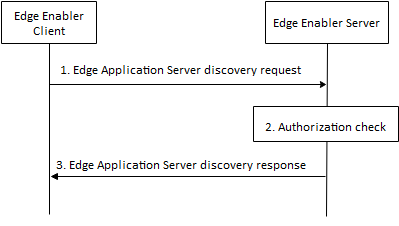 Edge Enabler
Client
Edge Enabler Server
1. Edge Application Server discovery request
2. Authorization check
3. Edge Application Server discovery response